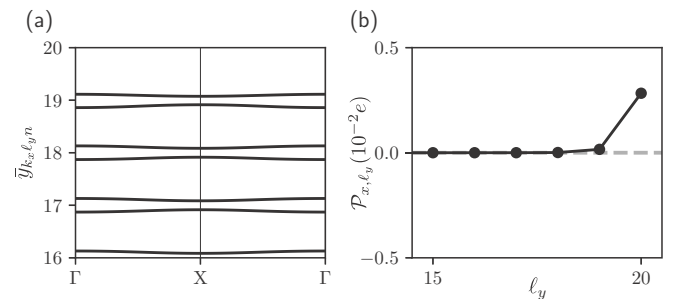 (a)
20
19
18
17
16
ȳ_{k_x ℓ_y n}
Γ X Γ
(b)
0.5
0.0
−0.5
𝒫_{x,ℓ_y}(10^{−2}e)
15 20
ℓ_y